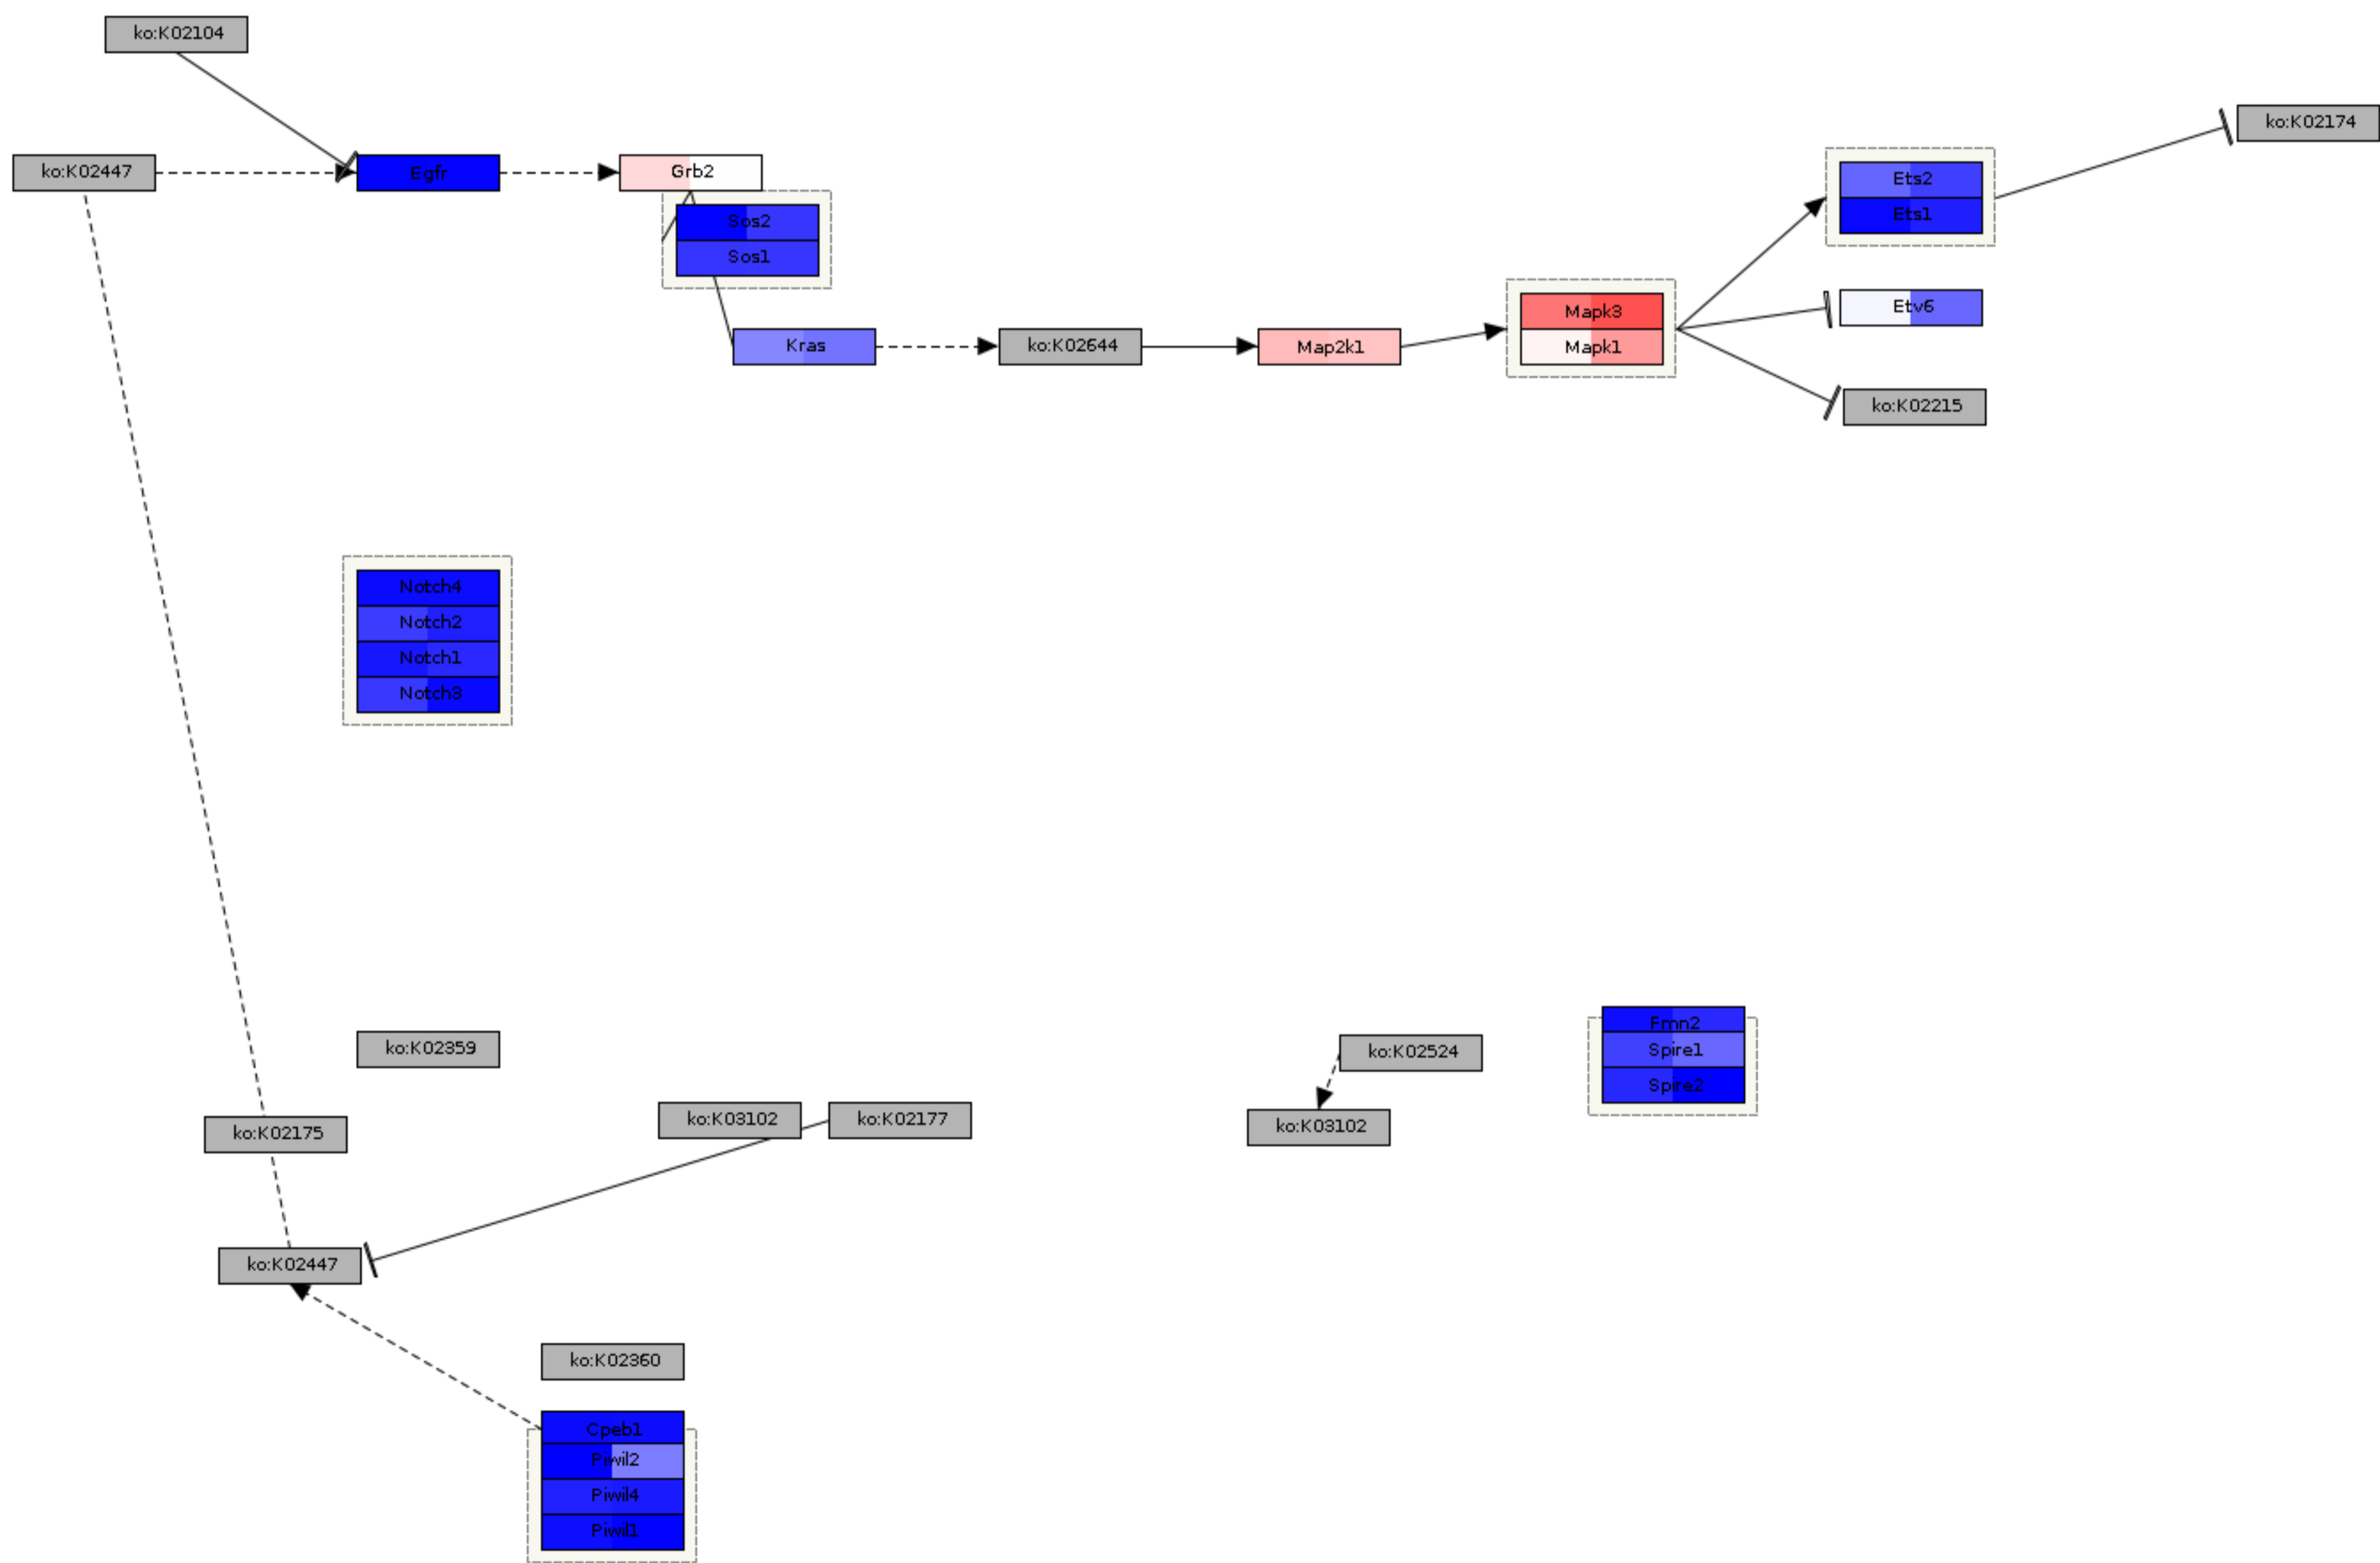 ko:K02104
ko:K02174
ko:K02447
Egfr
Grb2
Ets2
Sos2
Ets1
Sos1
Etv6
Mapk3
Kras
ko:K02644
Map2k1
Mapk1
ko:K02215
Notch4
Notch2
Notch1
Notch3
Fmn2
ko:K02359
ko:K02524
Spire1
Spire2
ko:K03102
ko:K02177
ko:K03102
ko:K02175
ko:K02447
ko:K02360
Cpeb1
Piwil2
Piwil4
Piwil1